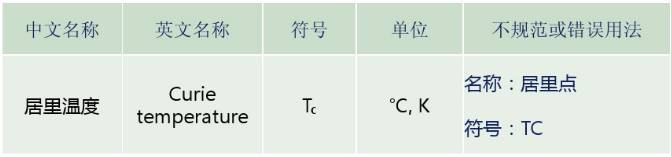 中文名称 英文名称 符号 单位 不规范或错误用法
居里温度 Curie temperature Tc °C, K 名称：居里点
符号：TC